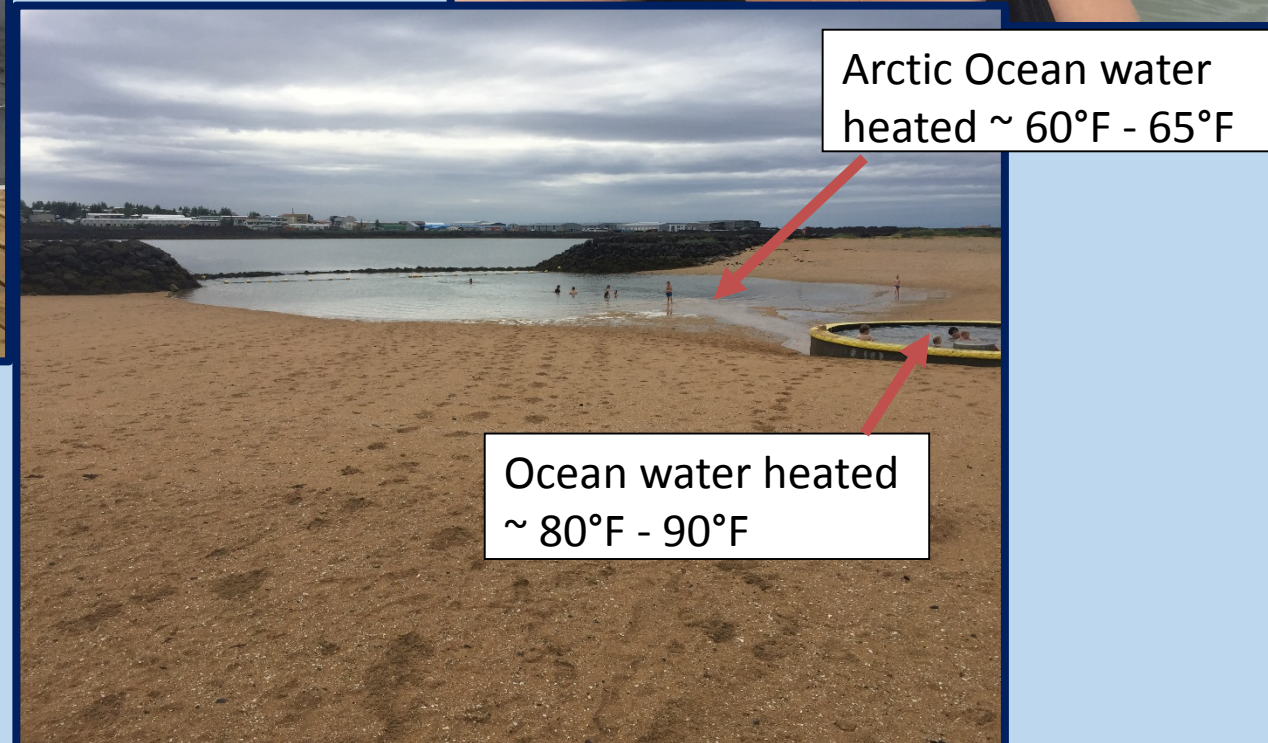 Arctic Ocean water
heated ~ 60°F - 65°F
Ocean water heated
~ 80°F - 90°F